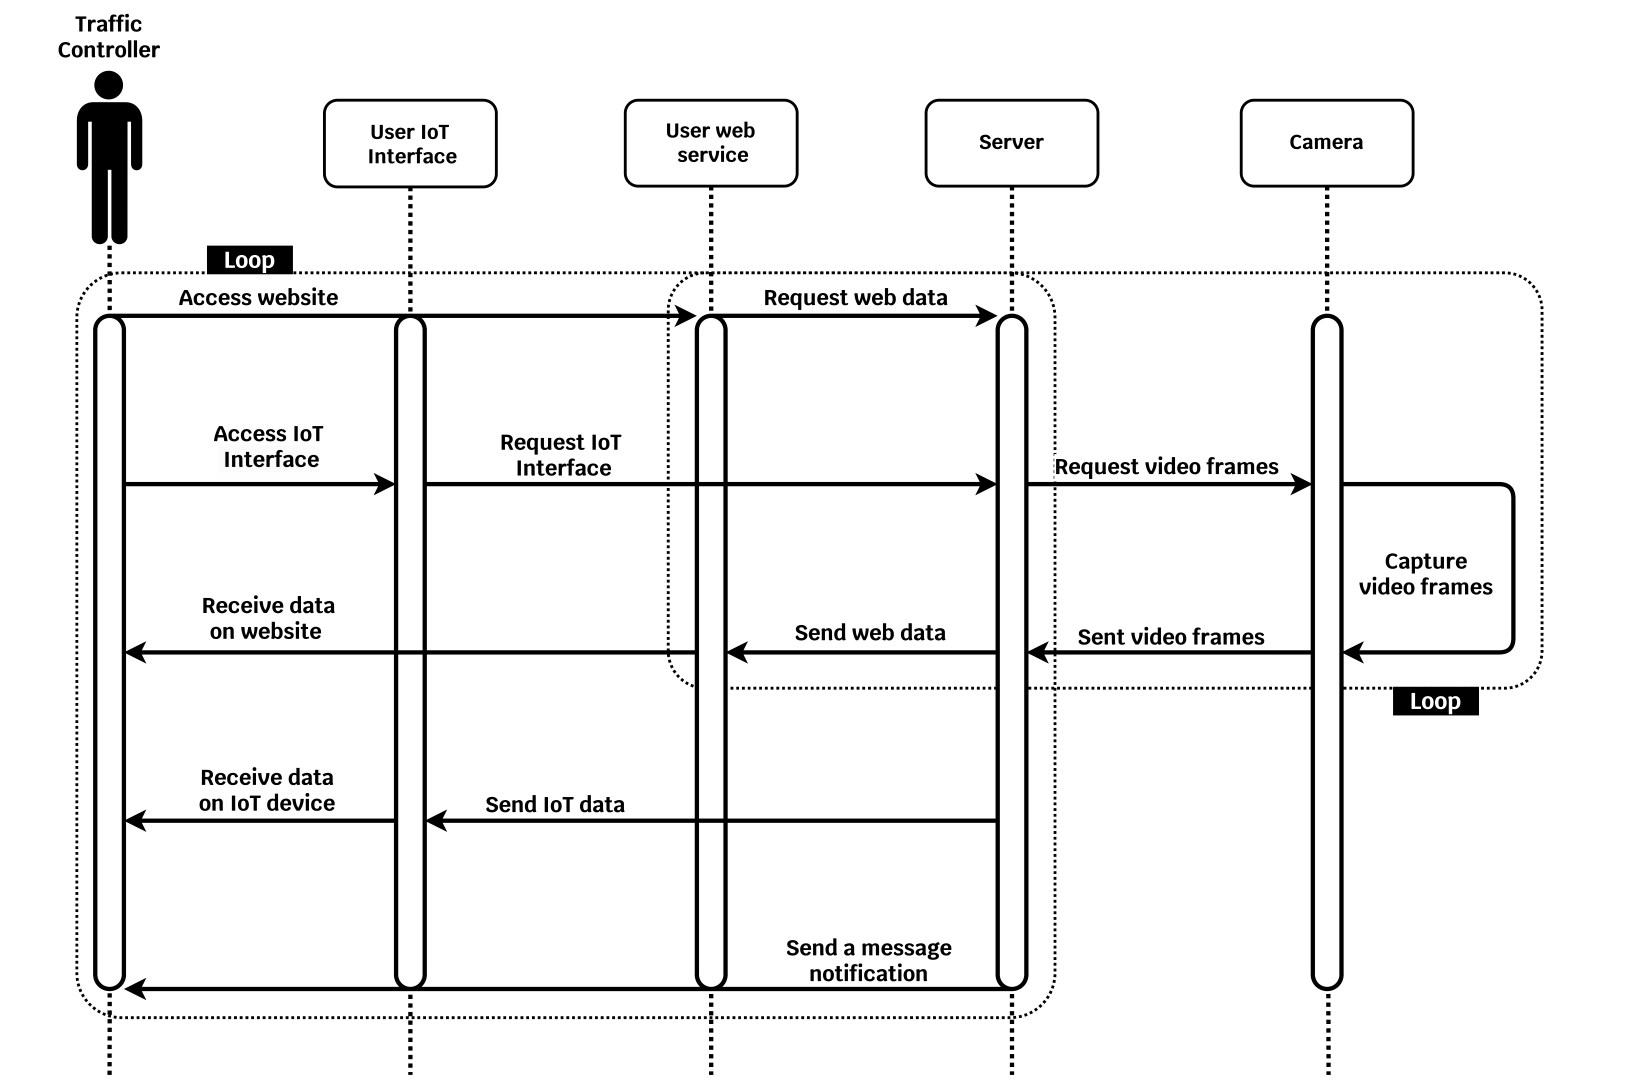 Traffic
Controller
User IoT
Interface
User web
service
Server
Camera
Loop
Access website
Request web data
Access IoT
Interface
Request IoT
Interface
Request video frames
Capture
video frames
Receive data
on website
Send web data
Sent video frames
Loop
Receive data
on IoT device
Send IoT data
Send a message
notification